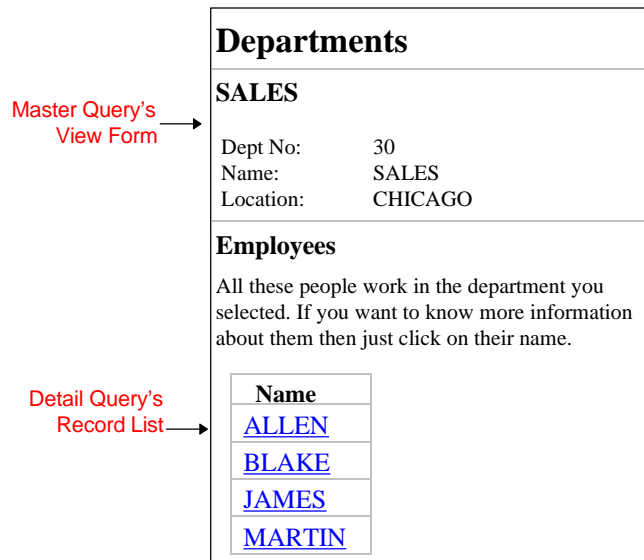 Departments
SALES
Master Query's
View Form
Dept No: 30
Name: SALES
Location: CHICAGO
Employees
All these people work in the department you
selected. If you want to know more information
about them then just click on their name.
Detail Query's
Record List
Name
ALLEN
BLAKE
JAMES
MARTIN